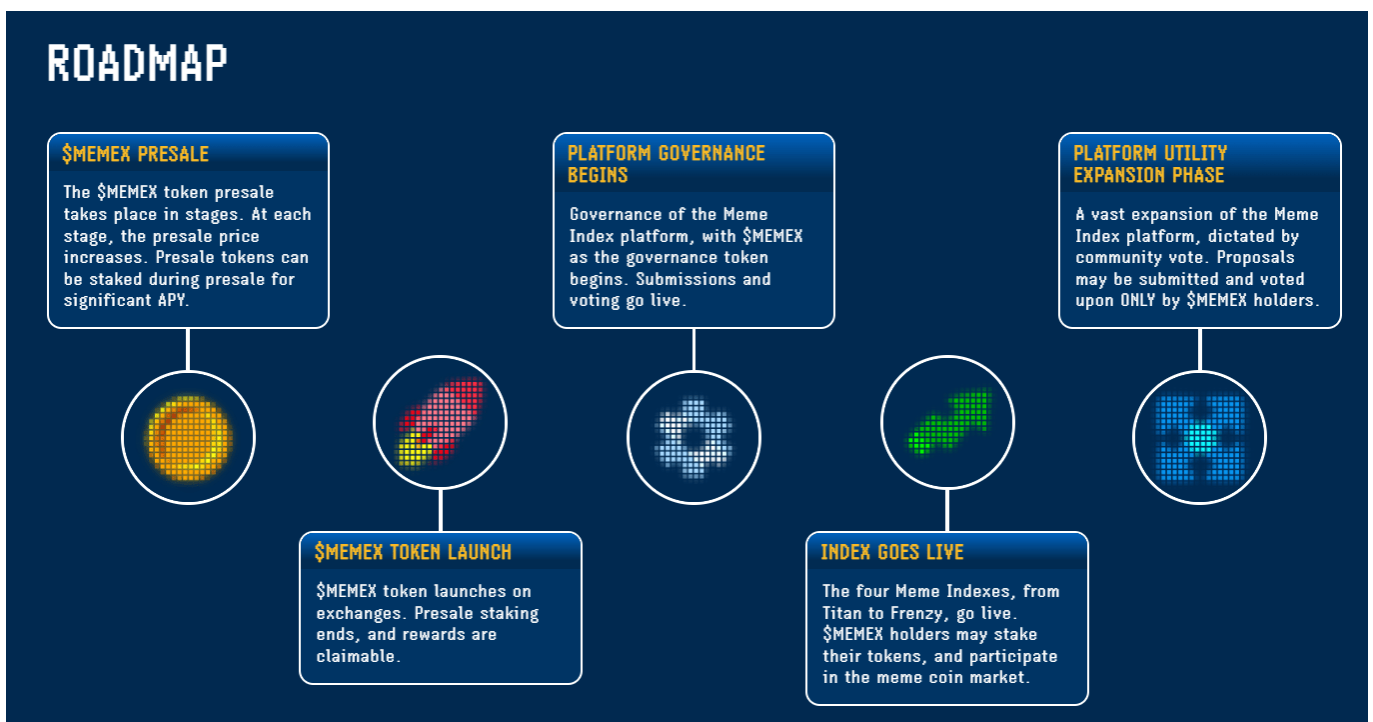 ROADMAP
$MEMEX PRESALE
The $MEMEX token presale
takes place in stages. At each
stage, the presale price
increases. Presale tokens can
be staked during presale for
significant APY.
$MEMEX TOKEN LAUNCH
$MEMEX token launches on
exchanges. Presale staking
ends, and rewards are
claimable.
PLATFORM GOVERNANCE
BEGINS
Governance of the Meme
Index platform, with $MEMEX
as the governance token
begins. Submissions and
voting go live.
INDEX GOES LIVE
The four Meme Indexes, from
Titan to Frenzy, go live.
$MEMEX holders may stake
their tokens, and participate
in the meme coin market.
PLATFORM UTILITY
EXPANSION PHASE
A vast expansion of the Meme
Index platform, dictated by
community vote. Proposals
may be submitted and voted
upon ONLY by $MEMEX holders.